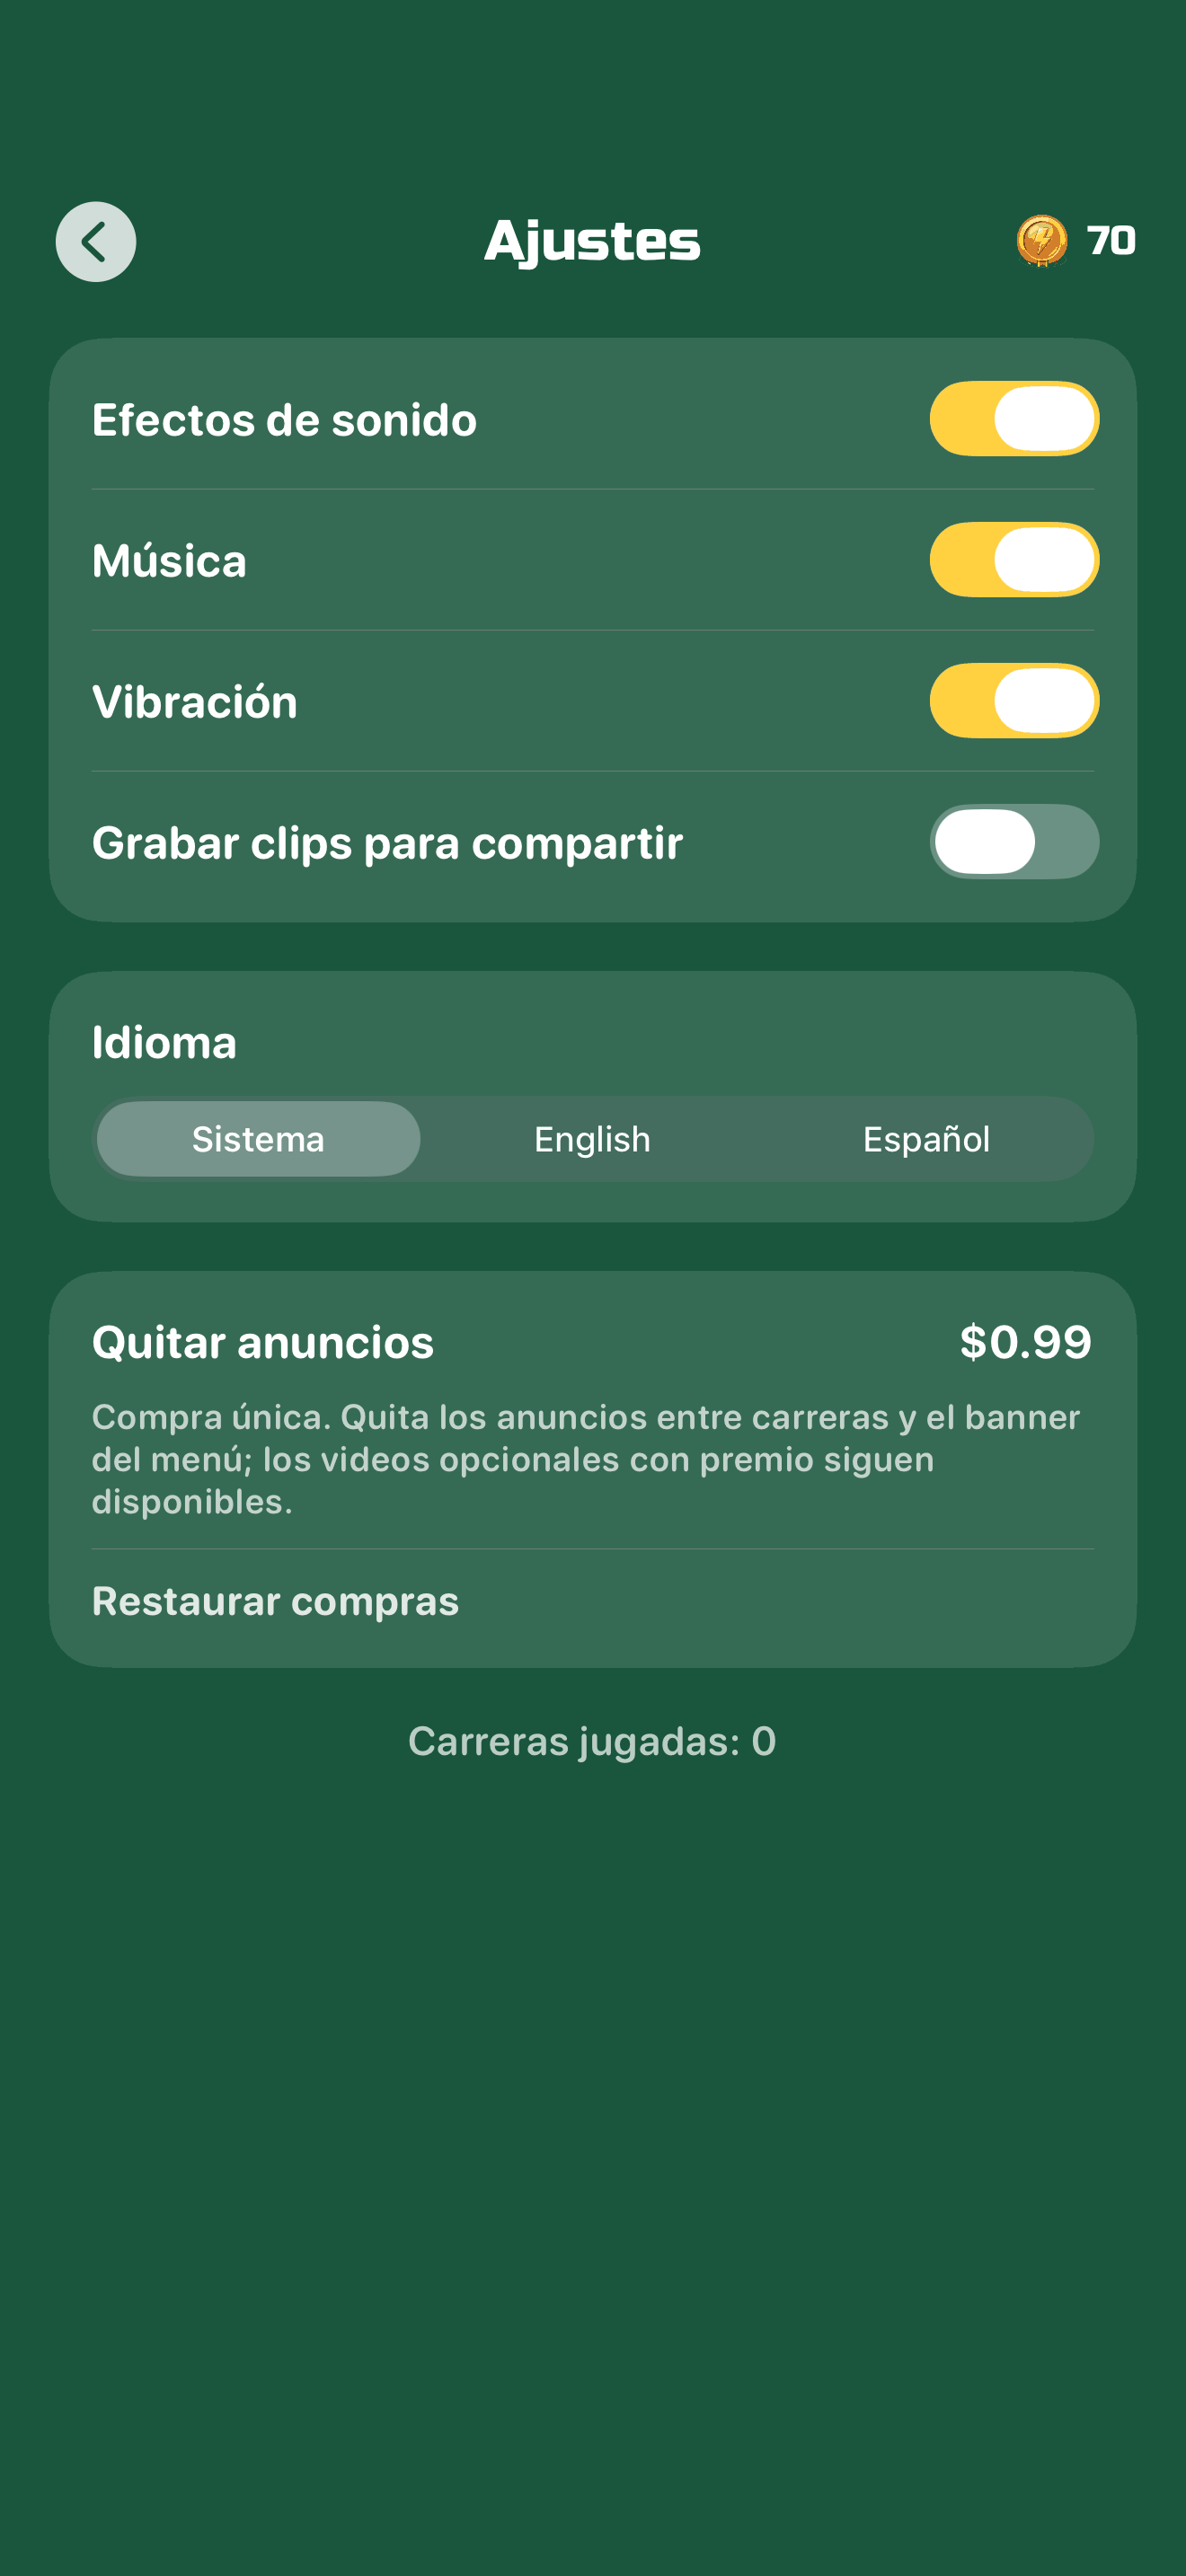 Ajustes
70
Efectos de sonido
Música
Vibración
Grabar clips para compartir
Idioma
Sistema
English
Español
Quitar anuncios
$0.99
Compra única. Quita los anuncios entre carreras y el banner
del menú; los videos opcionales con premio siguen
disponibles.
Restaurar compras
Carreras jugadas: 0